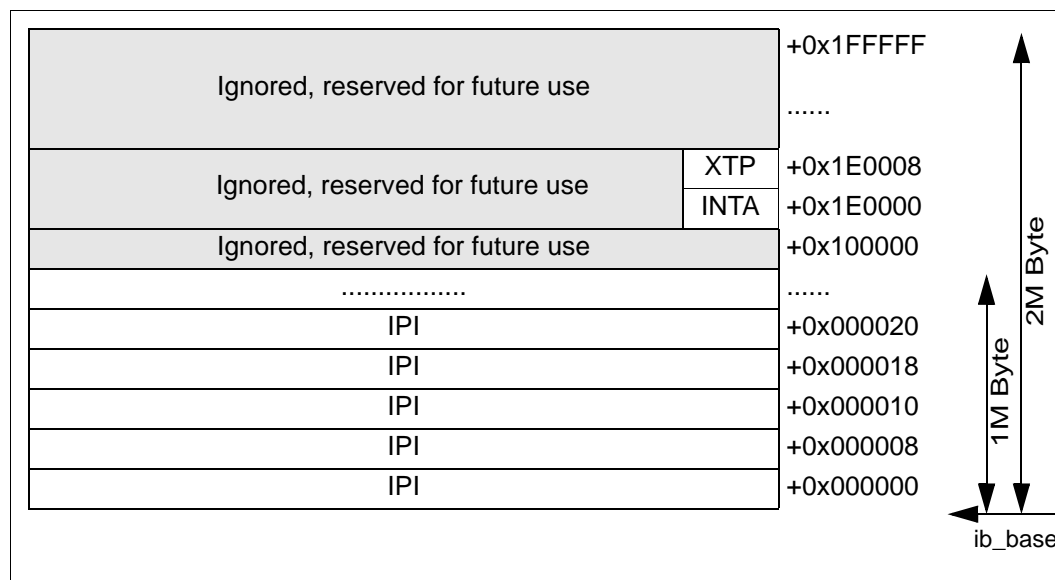 +0x1FFFFF
Ignored, reserved for future use
......
XTP +0x1E0008
Ignored, reserved for future use
INTA +0x1E0000
Ignored, reserved for future use +0x100000
................. ......
IPI +0x000020
IPI +0x000018
IPI +0x000010
IPI +0x000008
IPI +0x000000
1M Byte
2M Byte
ib_base